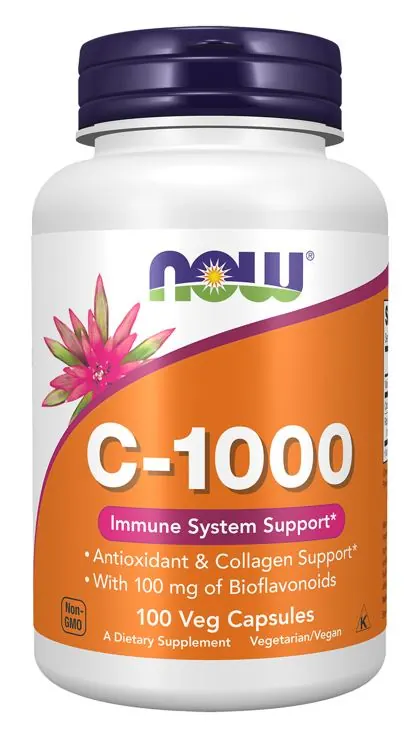 NOW®
C-1000
Immune System Support*
• Antioxidant & Collagen Support*
• With 100 mg of Bioflavonoids
100 Veg Capsules
Non-
GMO
A Dietary Supplement Vegetarian/Vegan
K